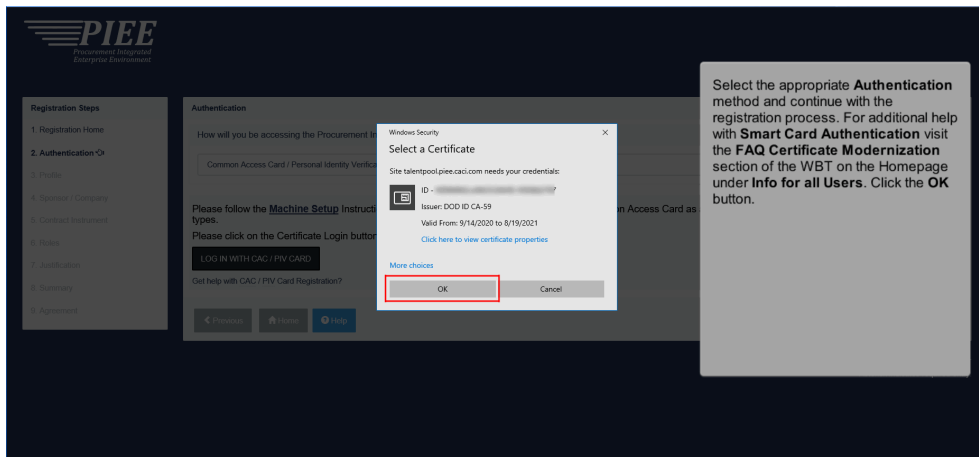 PIEE
Procurement Integrated
Enterprise Environment
Registration Steps
1. Registration Home
2. Authentication
3. Profile
4. Sponsor / Company
5. Contract Instrument
6. Roles
7. Justification
8. Summary
9. Agreement
Authentication
How will you be accessing the Procurement In
Common Access Card / Personal Identity Verifica
Please follow the Machine Setup Instructi
n Access Card as
types.
Please click on the Certificate Login button
LOG IN WITH CAC / PIV CARD
Get help with CAC / PIV Card Registration?
Previous
Home
Help
Windows Security
Select a Certificate
Site talentpool.piee.caci.com needs your credentials:
ID -
Issuer: DOD ID CA-59
Valid From: 9/14/2020 to 8/19/2021
Click here to view certificate properties
More choices
OK
Cancel
Select the appropriate Authentication
method and continue with the
registration process. For additional help
with Smart Card Authentication visit
the FAQ Certificate Modernization
section of the WBT on the Homepage
under Info for all Users. Click the OK
button.